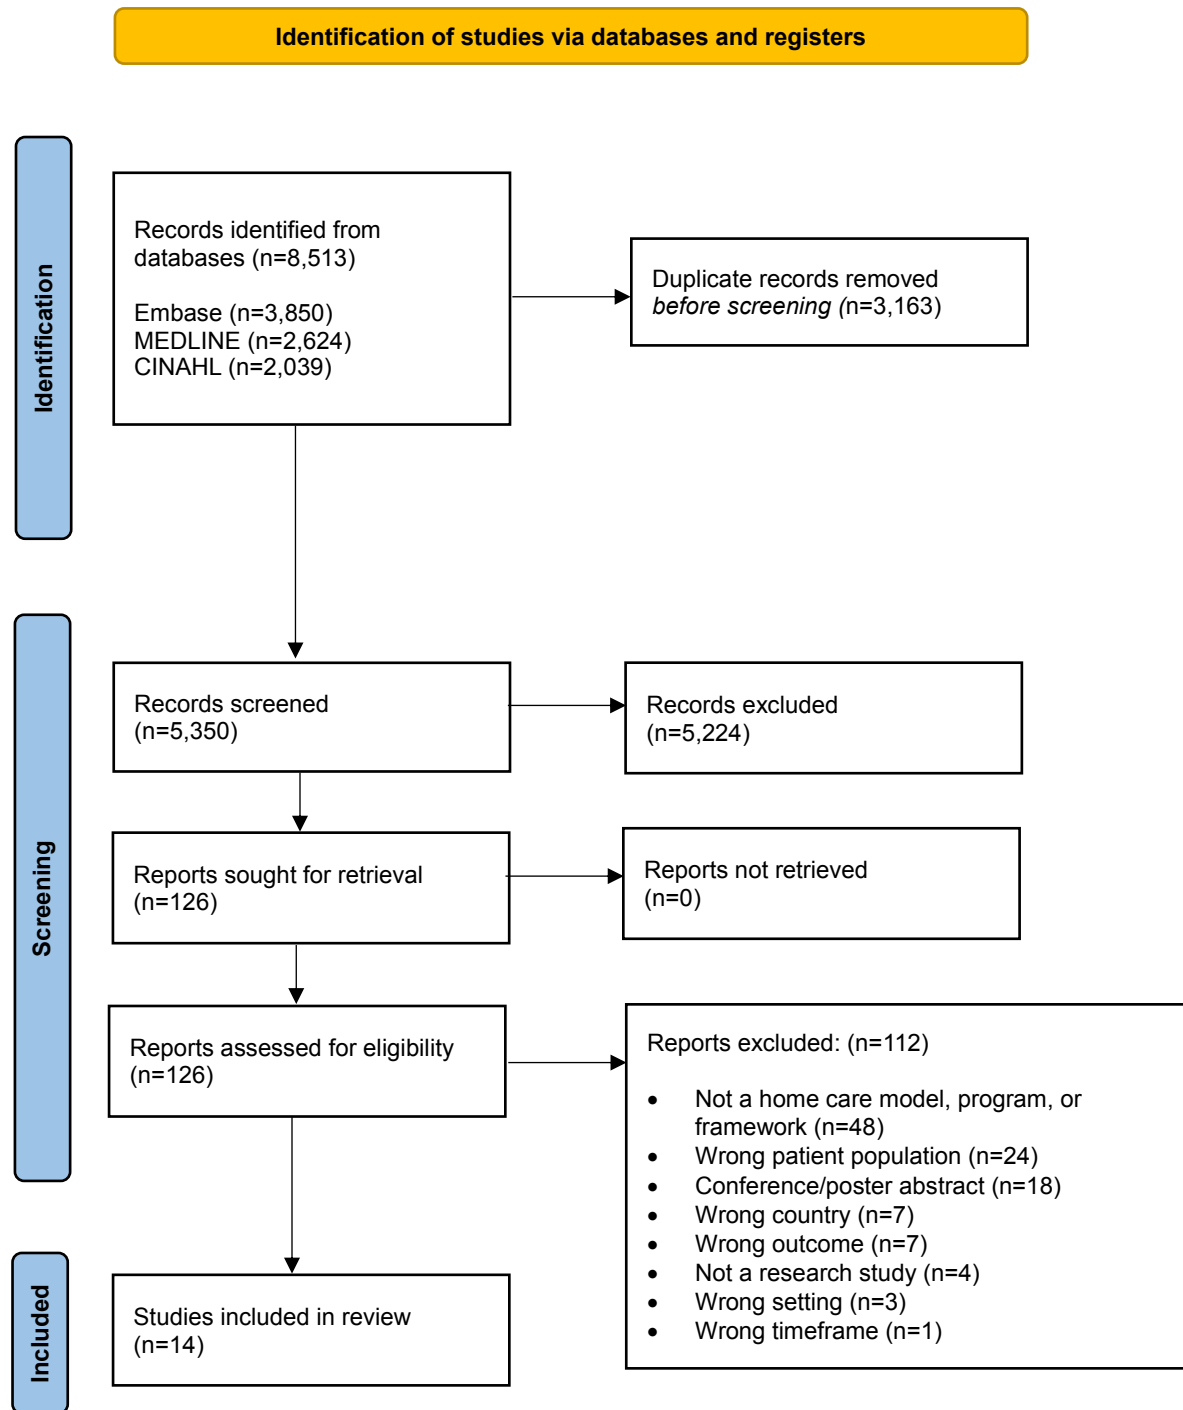 Identification of studies via databases and registers
Identification
Records identified from
databases (n=8,513)
Embase (n=3,850)
MEDLINE (n=2,624)
CINAHL (n=2,039)
Duplicate records removed
before screening (n=3,163)
Screening
Records screened
(n=5,350)
Records excluded
(n=5,224)
Reports sought for retrieval
(n=126)
Reports not retrieved
(n=0)
Reports assessed for eligibility
(n=126)
Reports excluded: (n=112)
• Not a home care model, program, or
framework (n=48)
• Wrong patient population (n=24)
• Conference/poster abstract (n=18)
• Wrong country (n=7)
• Wrong outcome (n=7)
• Not a research study (n=4)
• Wrong setting (n=3)
• Wrong timeframe (n=1)
Included
Studies included in review
(n=14)